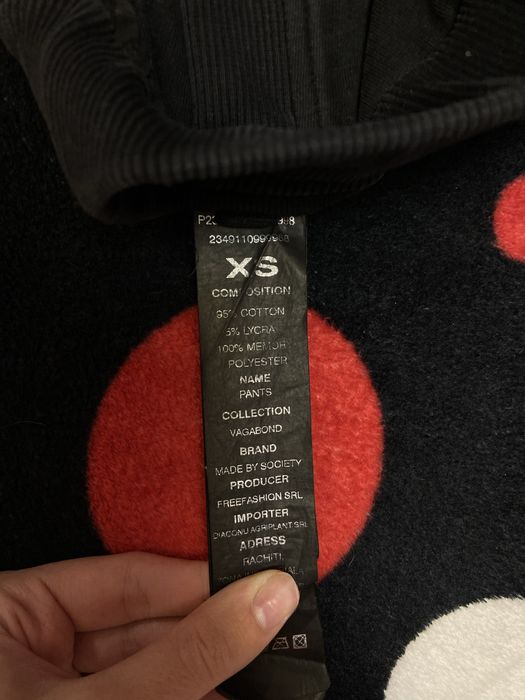 2349110999988
XS
COMPOSITION
95% COTTON
5% LYCRA
100% MEMORY
POLYESTER
NAME
PANTS
COLLECTION
VAGABOND
BRAND
MADE BY SOCIETY
PRODUCER
FREEFASHION SRL
IMPORTER
DIACONU AGRIPLANT SRL
ADRESS
RACHITI,